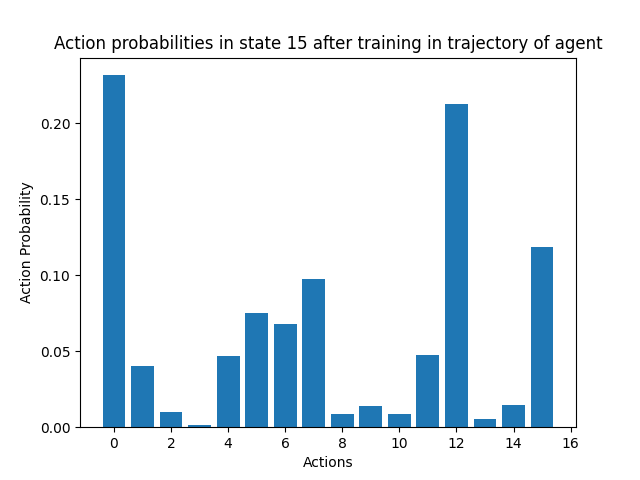 Action probabilities in state 15 after training in trajectory of agent
Action Probability
0.20
0.15
0.10
0.05
0.00
0 2 4 6 8 10 12 14 16
Actions